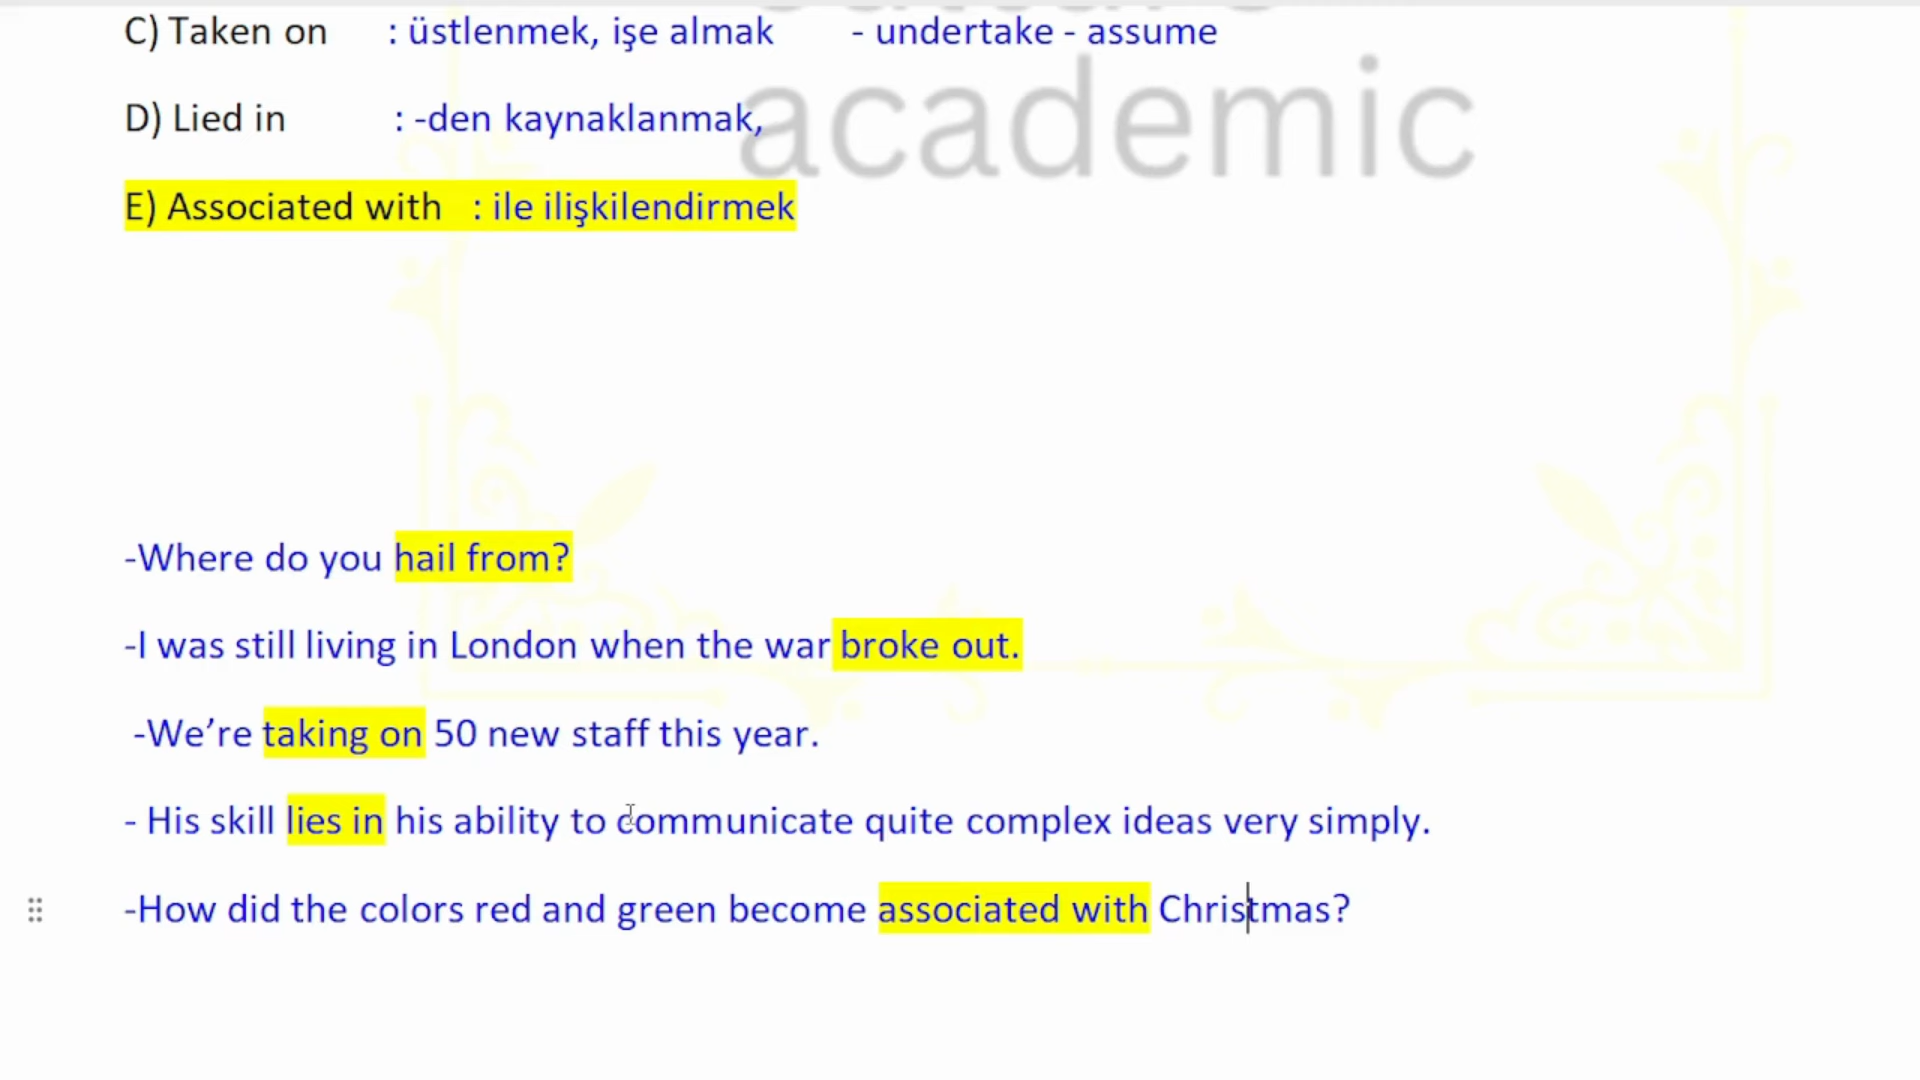 C) Taken on : üstlenmek, işe almak - undertake - assume
academic
D) Lied in : -den kaynaklanmak,
E) Associated with : ile ilişkilendirmek
-Where do you hail from?
-I was still living in London when the war broke out.
-We’re taking on 50 new staff this year.
- His skill lies in his ability to communicate quite complex ideas very simply.
-How did the colors red and green become associated with Christmas?